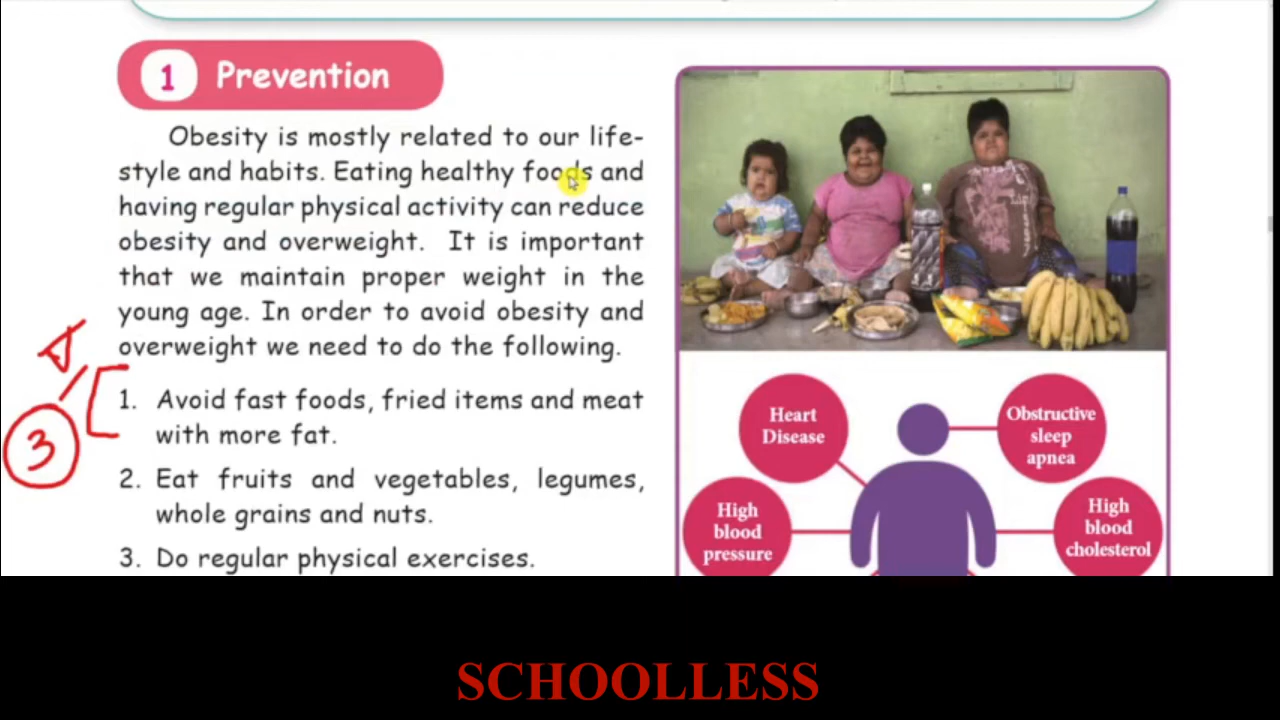 1 Prevention
Obesity is mostly related to our life-
style and habits. Eating healthy foods and
having regular physical activity can reduce
obesity and overweight. It is important
that we maintain proper weight in the
young age. In order to avoid obesity and
overweight we need to do the following.
1. Avoid fast foods, fried items and meat
with more fat.
2. Eat fruits and vegetables, legumes,
whole grains and nuts.
3. Do regular physical exercises.
3
Heart
Disease
Obstructive
sleep
apnea
High
blood
pressure
High
blood
cholesterol
SCHOOLLESS